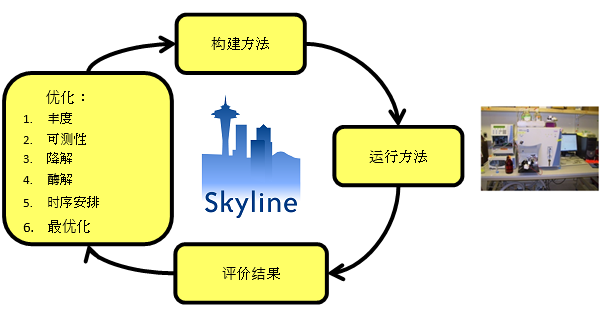 构建方法
优化：
1. 丰度
2. 可测性
3. 降解
4. 酶解
5. 时序安排
6. 最优化
运行方法
Skyline
评价结果